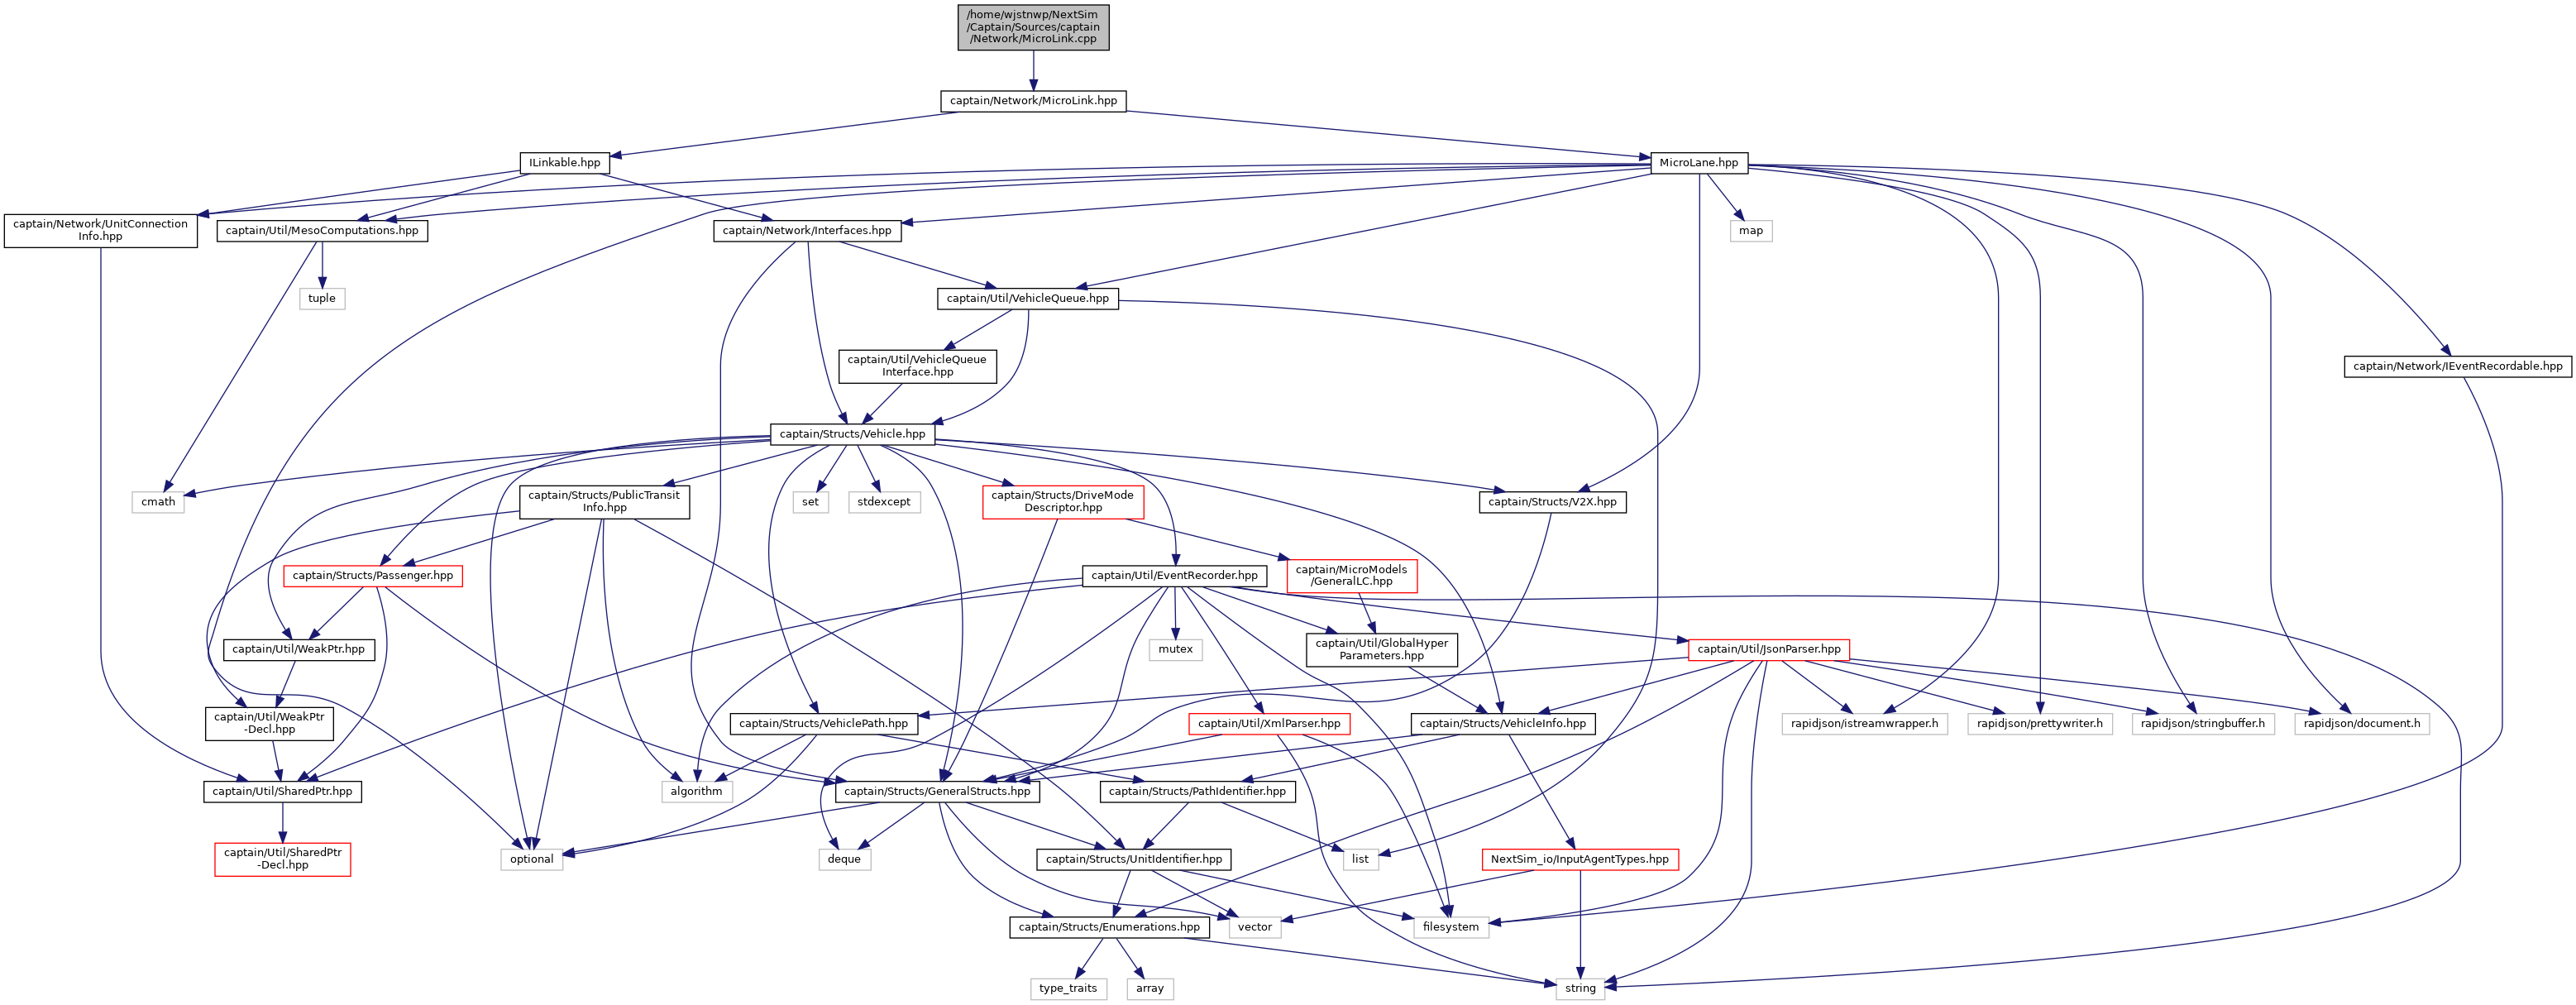 /home/wjstnwp/NextSim
/Captain/Sources/captain
/Network/MicroLink.cpp
captain/Network/MicroLink.hpp
ILinkable.hpp
MicroLane.hpp
captain/Network/UnitConnection
Info.hpp
captain/Util/MesoComputations.hpp
captain/Network/Interfaces.hpp
map
tuple
captain/Util/VehicleQueue.hpp
captain/Util/VehicleQueue
Interface.hpp
captain/Network/IEventRecordable.hpp
captain/Structs/Vehicle.hpp
cmath
captain/Structs/PublicTransit
Info.hpp
set
stdexcept
captain/Structs/DriveMode
Descriptor.hpp
captain/Structs/V2X.hpp
captain/Structs/Passenger.hpp
captain/Util/EventRecorder.hpp
captain/MicroModels
/GeneralLC.hpp
captain/Util/WeakPtr.hpp
mutex
captain/Util/GlobalHyper
Parameters.hpp
captain/Util/JsonParser.hpp
captain/Util/WeakPtr
-Decl.hpp
captain/Structs/VehiclePath.hpp
captain/Util/XmlParser.hpp
captain/Structs/VehicleInfo.hpp
rapidjson/istreamwrapper.h
rapidjson/prettywriter.h
rapidjson/stringbuffer.h
rapidjson/document.h
captain/Util/SharedPtr.hpp
algorithm
captain/Structs/GeneralStructs.hpp
captain/Structs/PathIdentifier.hpp
captain/Util/SharedPtr
-Decl.hpp
optional
deque
captain/Structs/UnitIdentifier.hpp
list
NextSim_io/InputAgentTypes.hpp
captain/Structs/Enumerations.hpp
vector
filesystem
type_traits
array
string